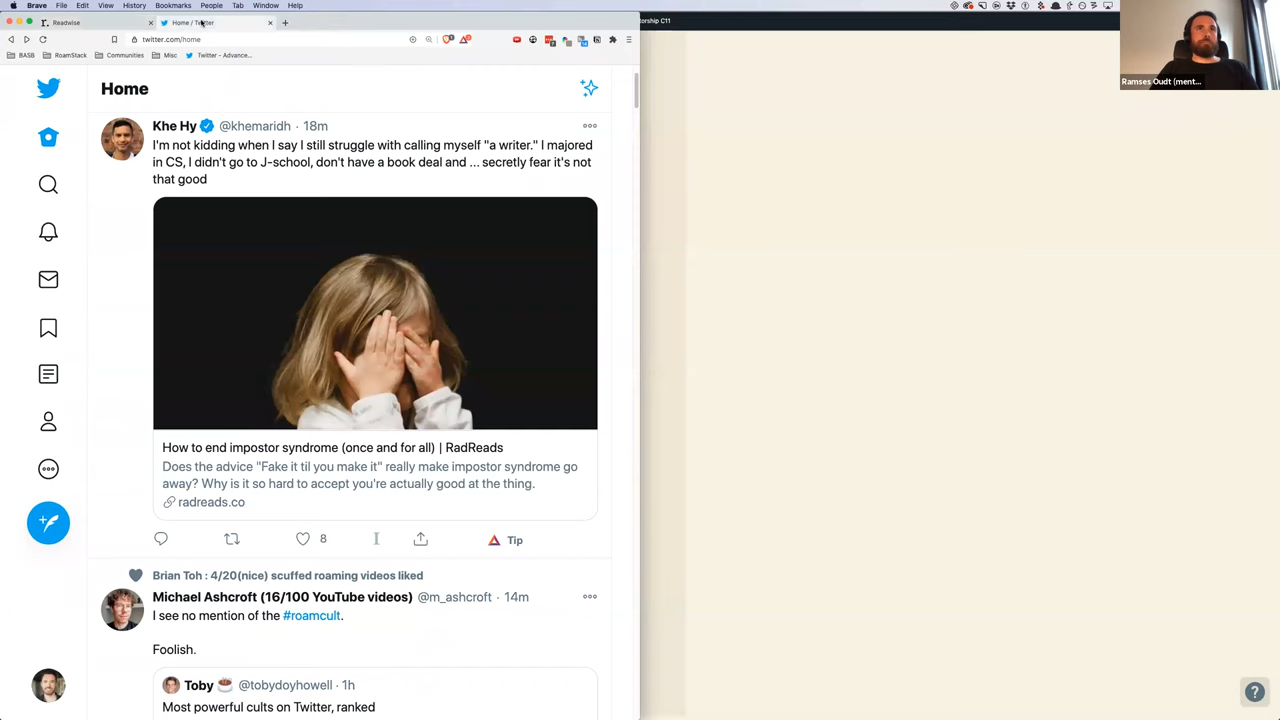 Brave File Edit View History Bookmarks People Tab Window Help
Readwise
Home / Twitter
torship C11
twitter.com/home
BASB RoamStack Communities Misc Twitter - Advance...
Home
Khe Hy @khemaridh · 18m
I'm not kidding when I say I still struggle with calling myself "a writer." I majored
in CS, I didn't go to J-school, don't have a book deal and ... secretly fear it's not
that good
How to end impostor syndrome (once and for all) | RadReads
Does the advice "Fake it til you make it" really make impostor syndrome go
away? Why is it so hard to accept you're actually good at the thing.
radreads.co
8
Tip
Brian Toh : 4/20(nice) scuffed roaming videos liked
Michael Ashcroft (16/100 YouTube videos) @m_ashcroft · 14m
I see no mention of the #roamcult.
Foolish.
Toby @tobydoyhowell · 1h
Most powerful cults on Twitter, ranked
Ramses Oudt (ment...
?